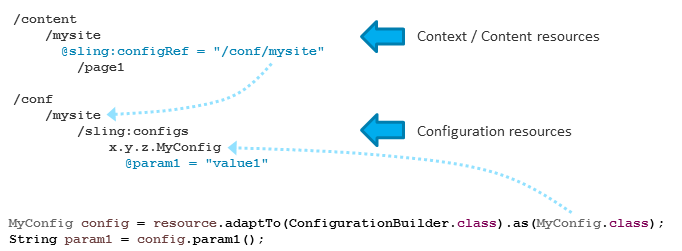 /content
/mysite
@sling:configRef = "/conf/mysite"
/page1
Context / Content resources
/conf
/mysite
/sling:configs
x.y.z.MyConfig
@param1 = "value1"
Configuration resources
MyConfig config = resource.adaptTo(ConfigurationBuilder.class).as(MyConfig.class);
String param1 = config.param1();